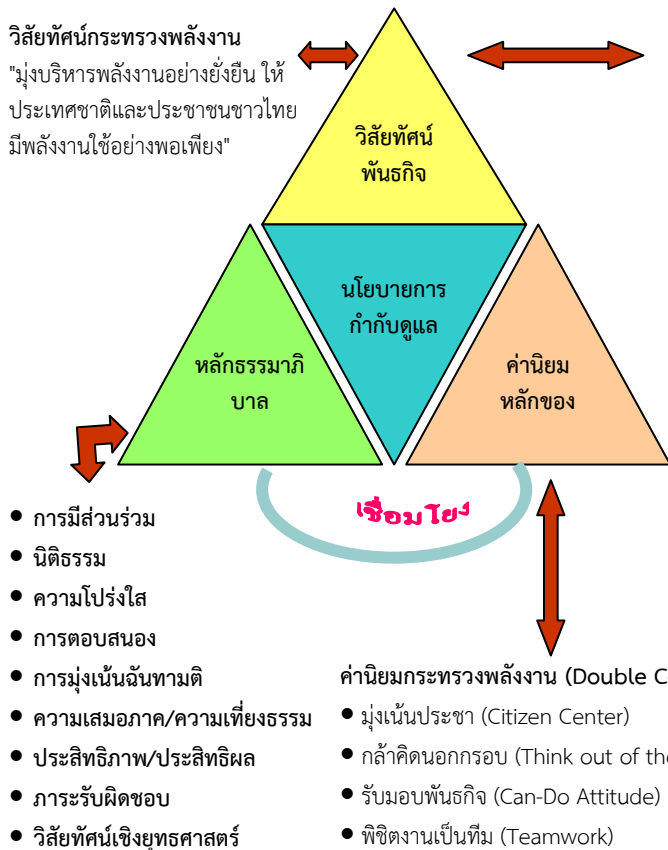 วิสัยทัศน์กระทรวงพลังงาน
"มุ่งบริหารพลังงานอย่างยั่งยืน ให้
ประเทศชาติและประชาชนชาวไทย
มีพลังงานใช้อย่างพอเพียง"
วิสัยทัศน์
พันธกิจ
นโยบายการ
กำกับดูแล
หลักธรรมาภิ
บาล
ค่านิยม
หลักของ
เชื่อมโยง
• การมีส่วนร่วม
• นิติธรรม
• ความโปร่งใส
• การตอบสนอง
• การมุ่งเน้นฉันทามติ
• ความเสมอภาค/ความเที่ยงธรรม
• ประสิทธิภาพ/ประสิทธิผล
• ภาระรับผิดชอบ
• วิสัยทัศน์เชิงยุทธศาสตร์
ค่านิยมกระทรวงพลังงาน (Double C
• มุ่งเน้นประชา (Citizen Center)
• กล้าคิดนอกกรอบ (Think out of the
• รับมอบพันธกิจ (Can-Do Attitude)
• พิชิตงานเป็นทีม (Teamwork)